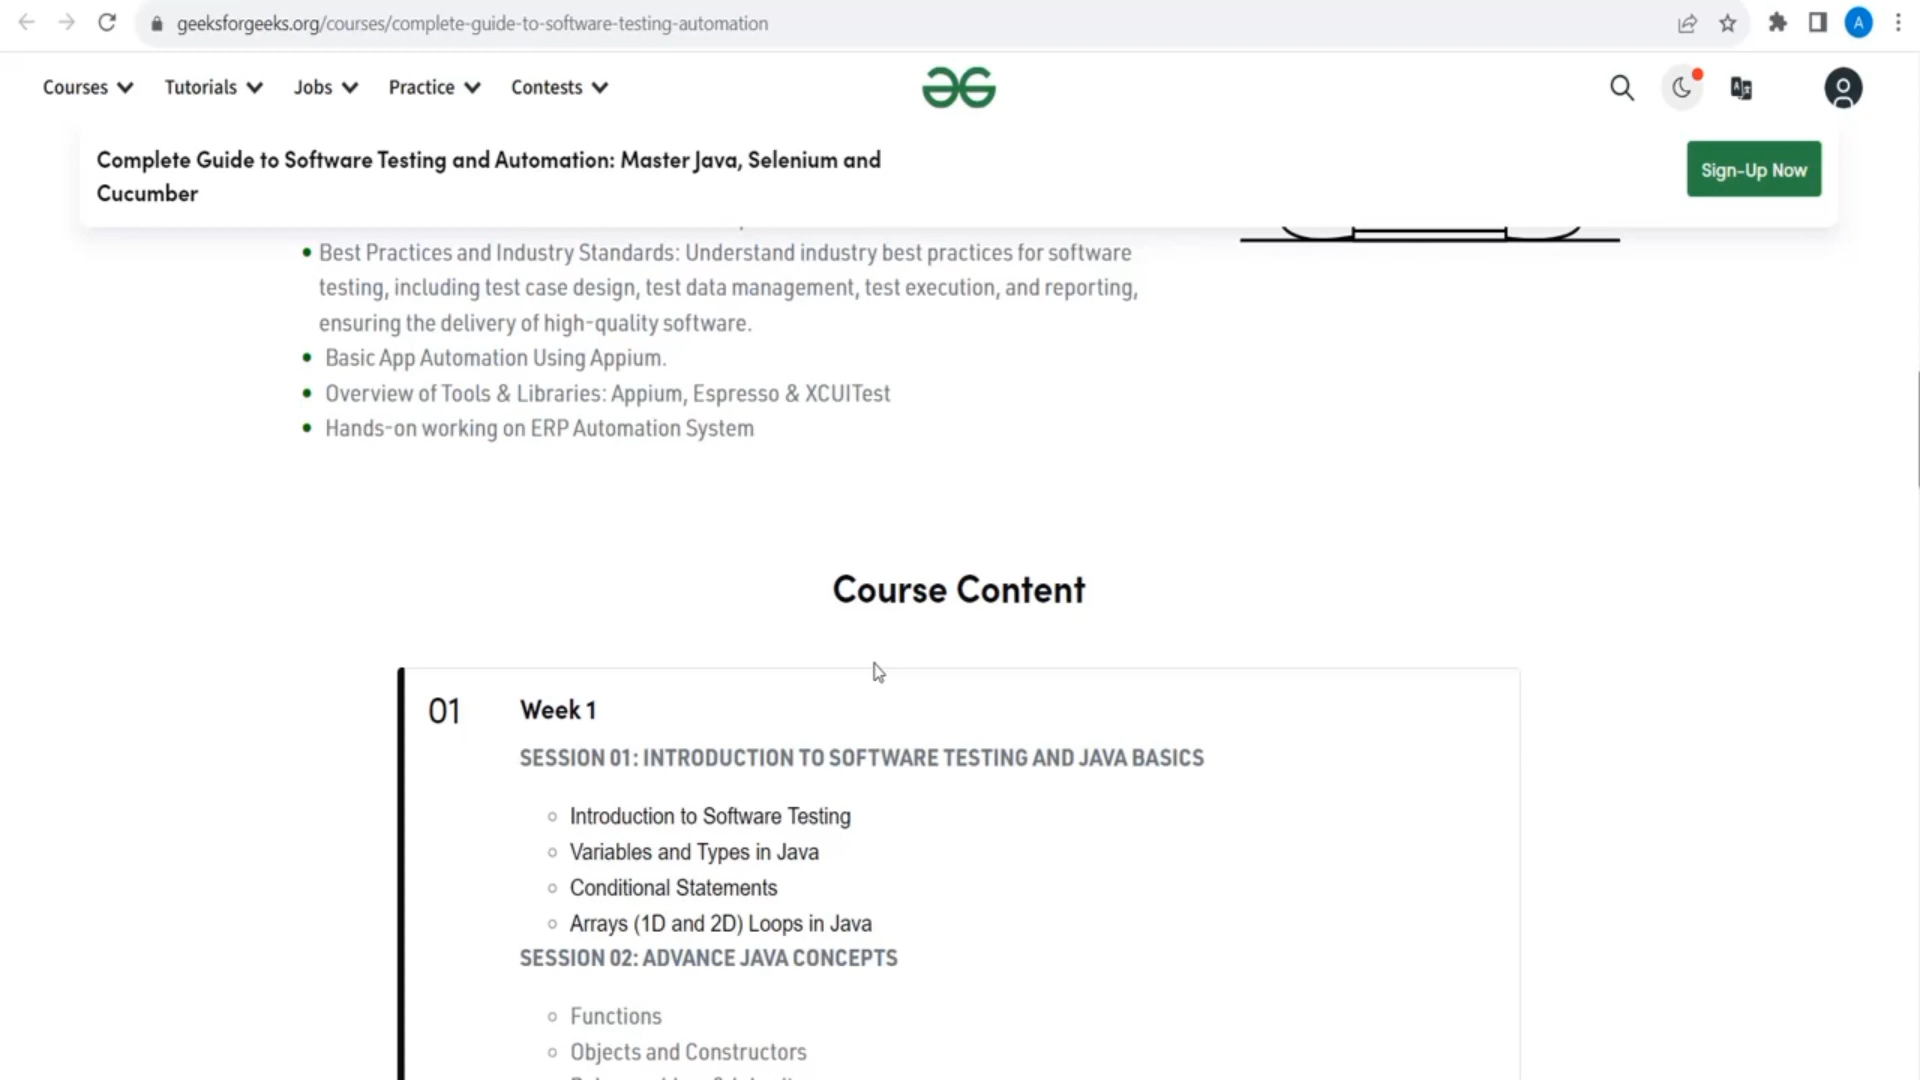 geeksforgeeks.org/courses/complete-guide-to-software-testing-automation
A
Courses Tutorials Jobs Practice Contests
Complete Guide to Software Testing and Automation: Master Java, Selenium and
Cucumber
Sign-Up Now
Best Practices and Industry Standards: Understand industry best practices for software
testing, including test case design, test data management, test execution, and reporting,
ensuring the delivery of high-quality software.
Basic App Automation Using Appium.
Overview of Tools & Libraries: Appium, Espresso & XCUITest
Hands-on working on ERP Automation System
Course Content
01 Week 1
SESSION 01: INTRODUCTION TO SOFTWARE TESTING AND JAVA BASICS
Introduction to Software Testing
Variables and Types in Java
Conditional Statements
Arrays (1D and 2D) Loops in Java
SESSION 02: ADVANCE JAVA CONCEPTS
Functions
Objects and Constructors